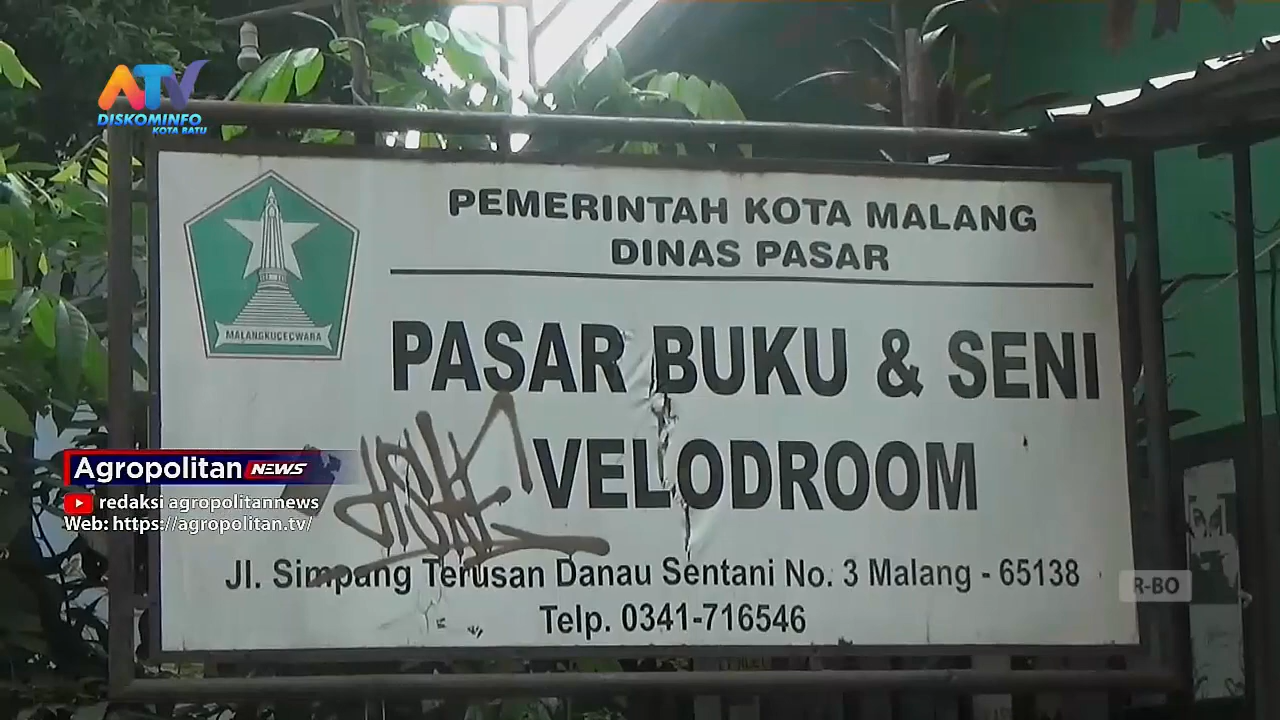 ATV
DISKOMINFO
KOTA BATU
PEMERINTAH KOTA MALANG
DINAS PASAR
MALANGKUCECWARA
PASAR BUKU & SENI
VELODROOM
Jl. Simpang Terusan Danau Sentani No. 3 Malang - 65138
Telp. 0341-716546
Agropolitan NEWS
redaksi agropolitannews
Web: https://agropolitan.tv/
R-BO